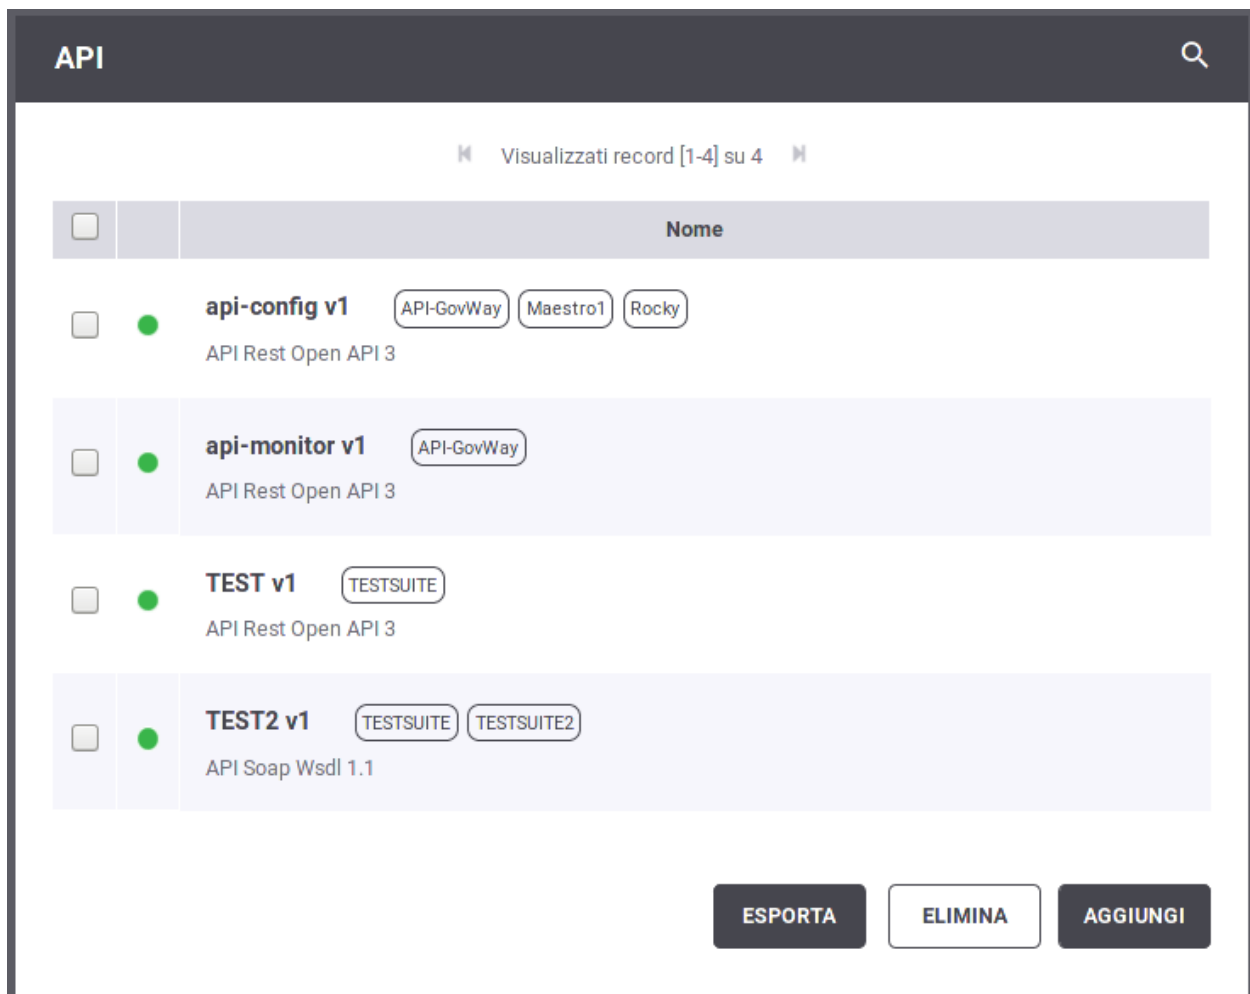 API
Visualizzati record [1-4] su 4
Nome
api-config v1 API-GovWay Maestro1 Rocky
API Rest Open API 3
api-monitor v1 API-GovWay
API Rest Open API 3
TEST v1 TESTSUITE
API Rest Open API 3
TEST2 v1 TESTSUITE TESTSUITE2
API Soap Wsdl 1.1
ESPORTA ELIMINA AGGIUNGI